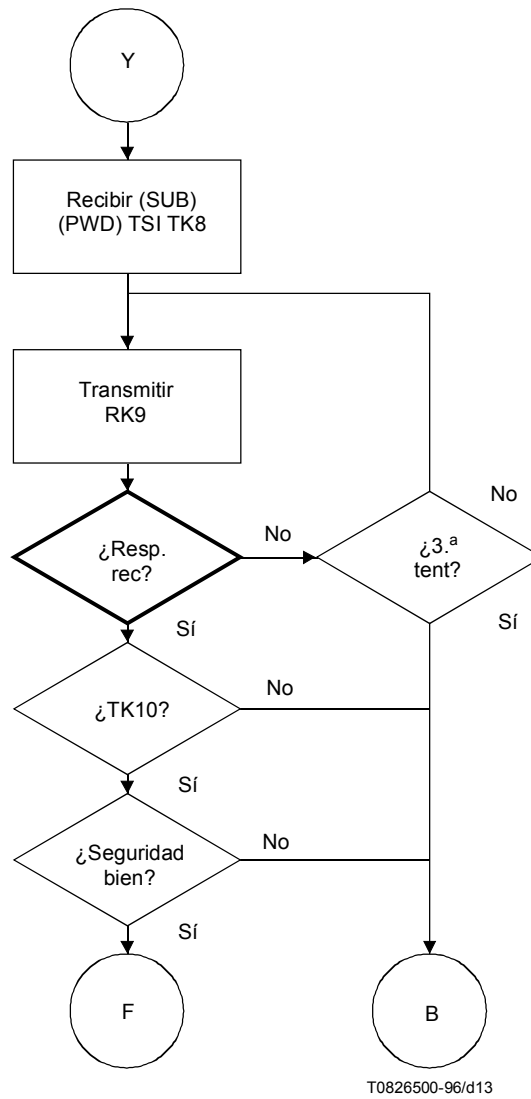 Y
Recibir (SUB)
(PWD) TSI TK8
Transmitir
RK9
¿Resp.
rec?
No
¿3.ª
tent?
No
Sí
Sí
¿TK10?
No
Sí
¿Seguridad
bien?
No
Sí
F
B
T0826500-96/d13